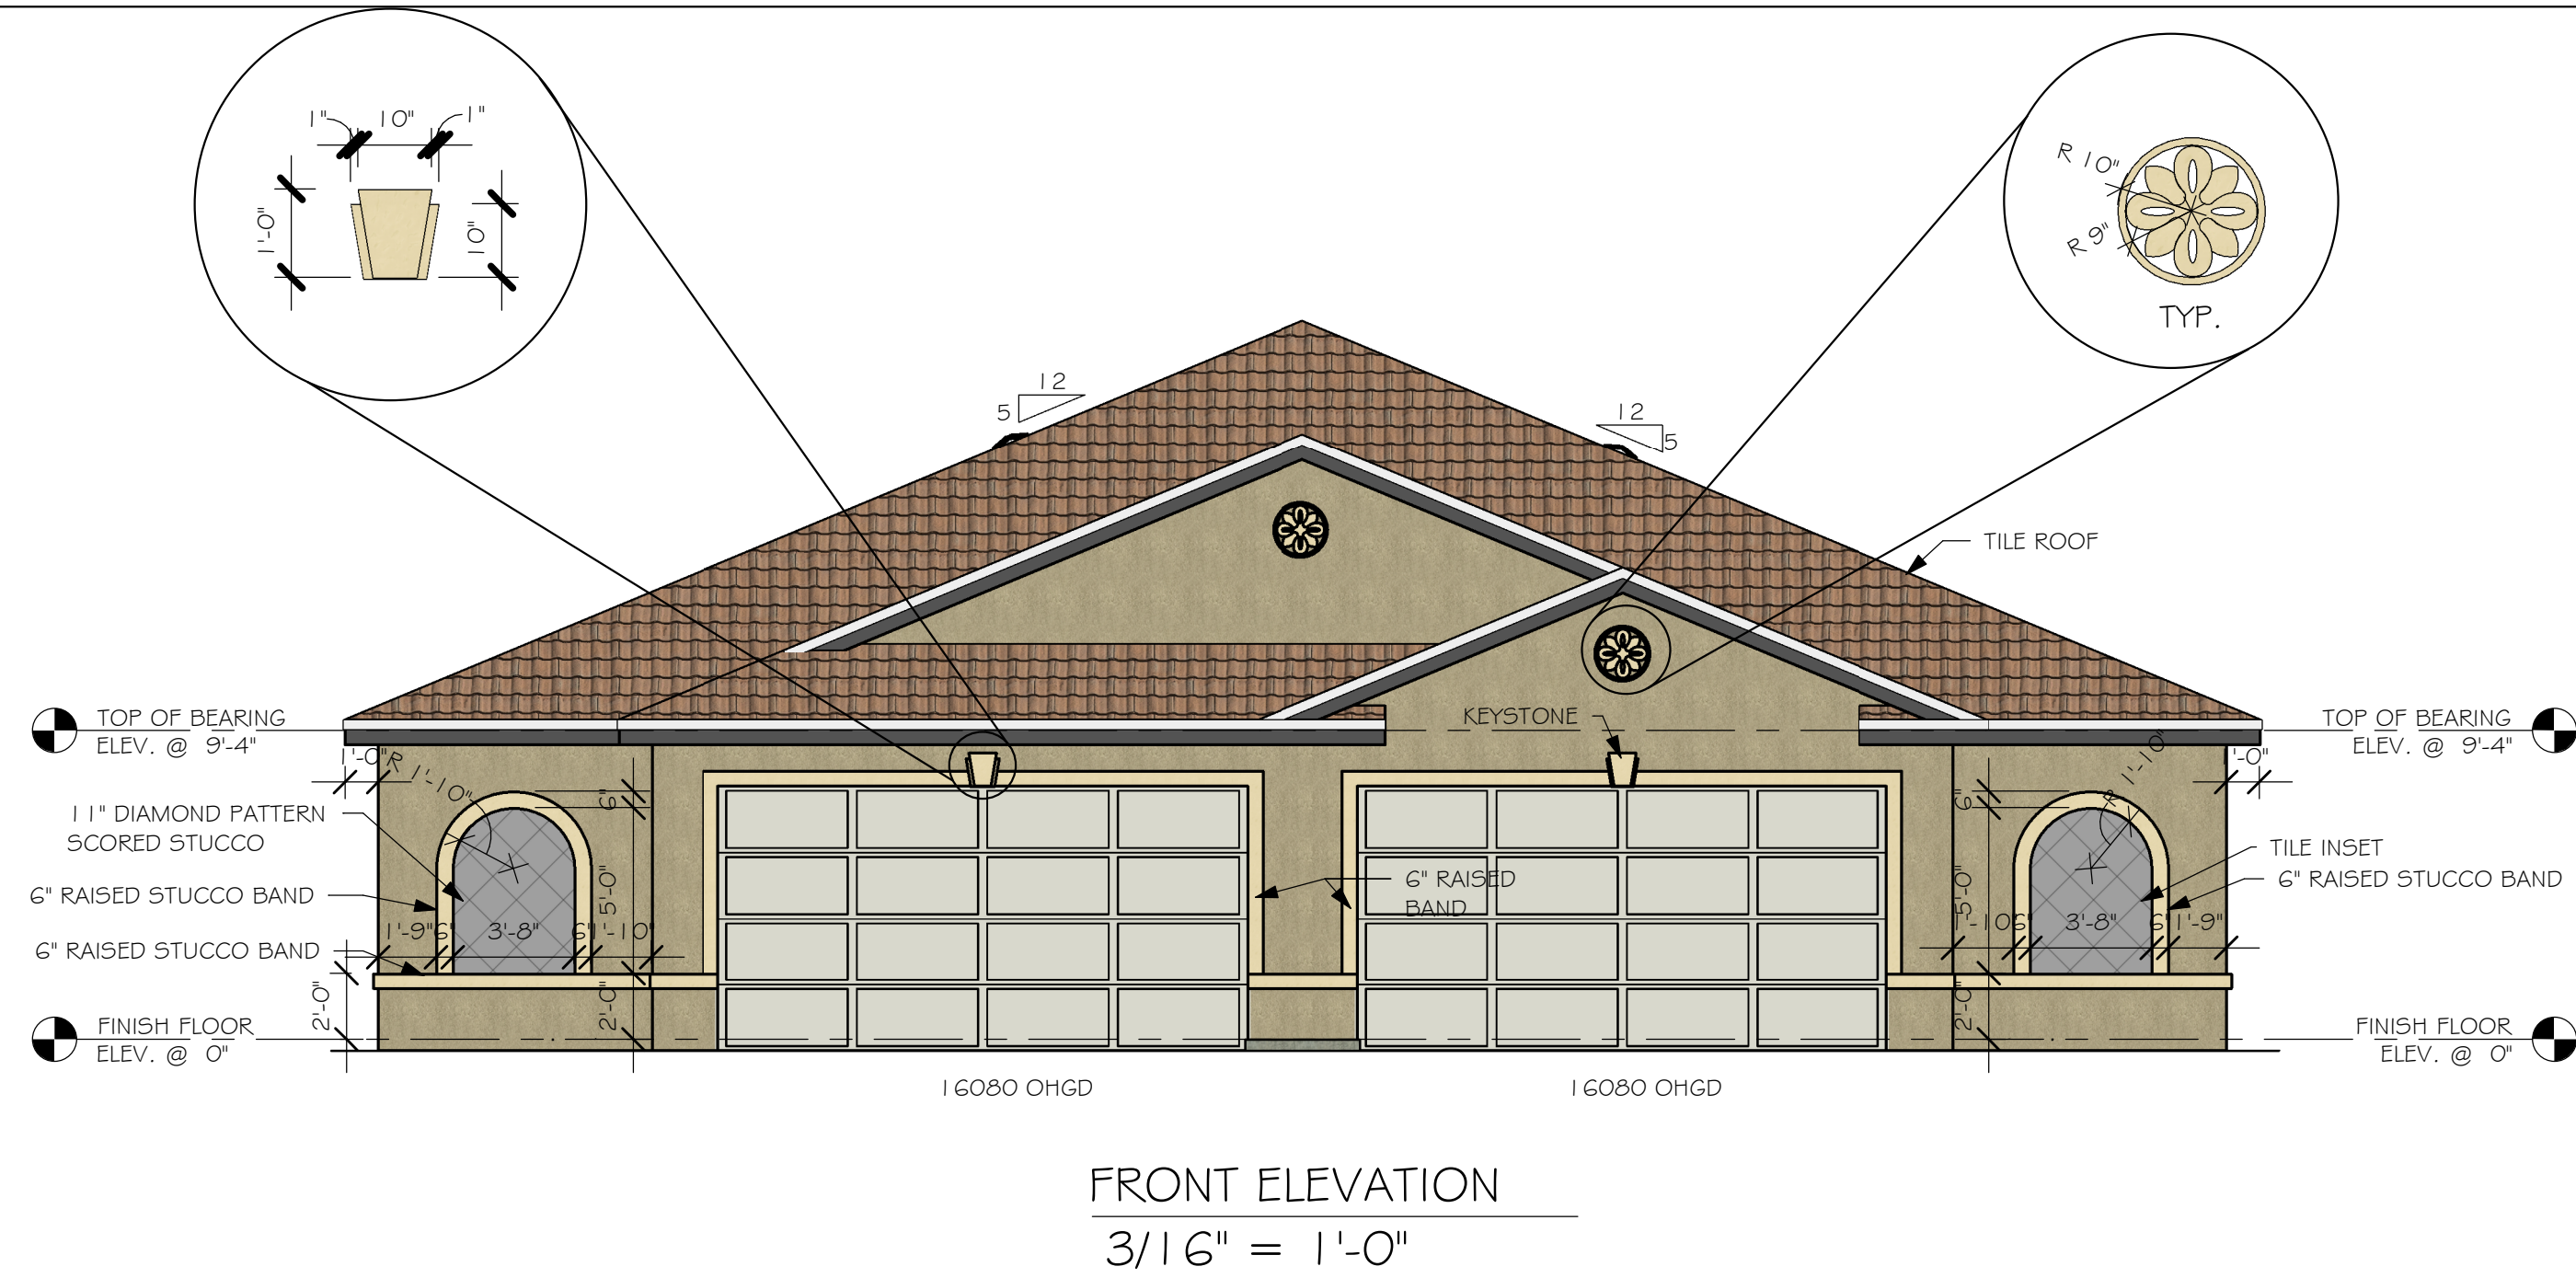 1" 10" 1"
1'-0"
10"
R 10"
R 9"
TYP.
12
5
12
5
TILE ROOF
TOP OF BEARING
ELEV. @ 9'-4"
KEYSTONE
TOP OF BEARING
ELEV. @ 9'-4"
1'-0"
R 1'-10"
6"
6"
R 1'-10"
'-0"
11" DIAMOND PATTERN
SCORED STUCCO
TILE INSET
6" RAISED STUCCO BAND
5'-0"
6" RAISED
BAND
5'-0"
6" RAISED STUCCO BAND
1'-9" 6" 3'-8" 6" 1'-10"
1'-10" 6" 3'-8" 6" 1'-9"
6" RAISED STUCCO BAND
2'-0"
2'-0"
2'-0"
FINISH FLOOR
ELEV. @ 0"
FINISH FLOOR
ELEV. @ 0"
16080 OHGD
16080 OHGD
FRONT ELEVATION
3/16" = 1'-0"